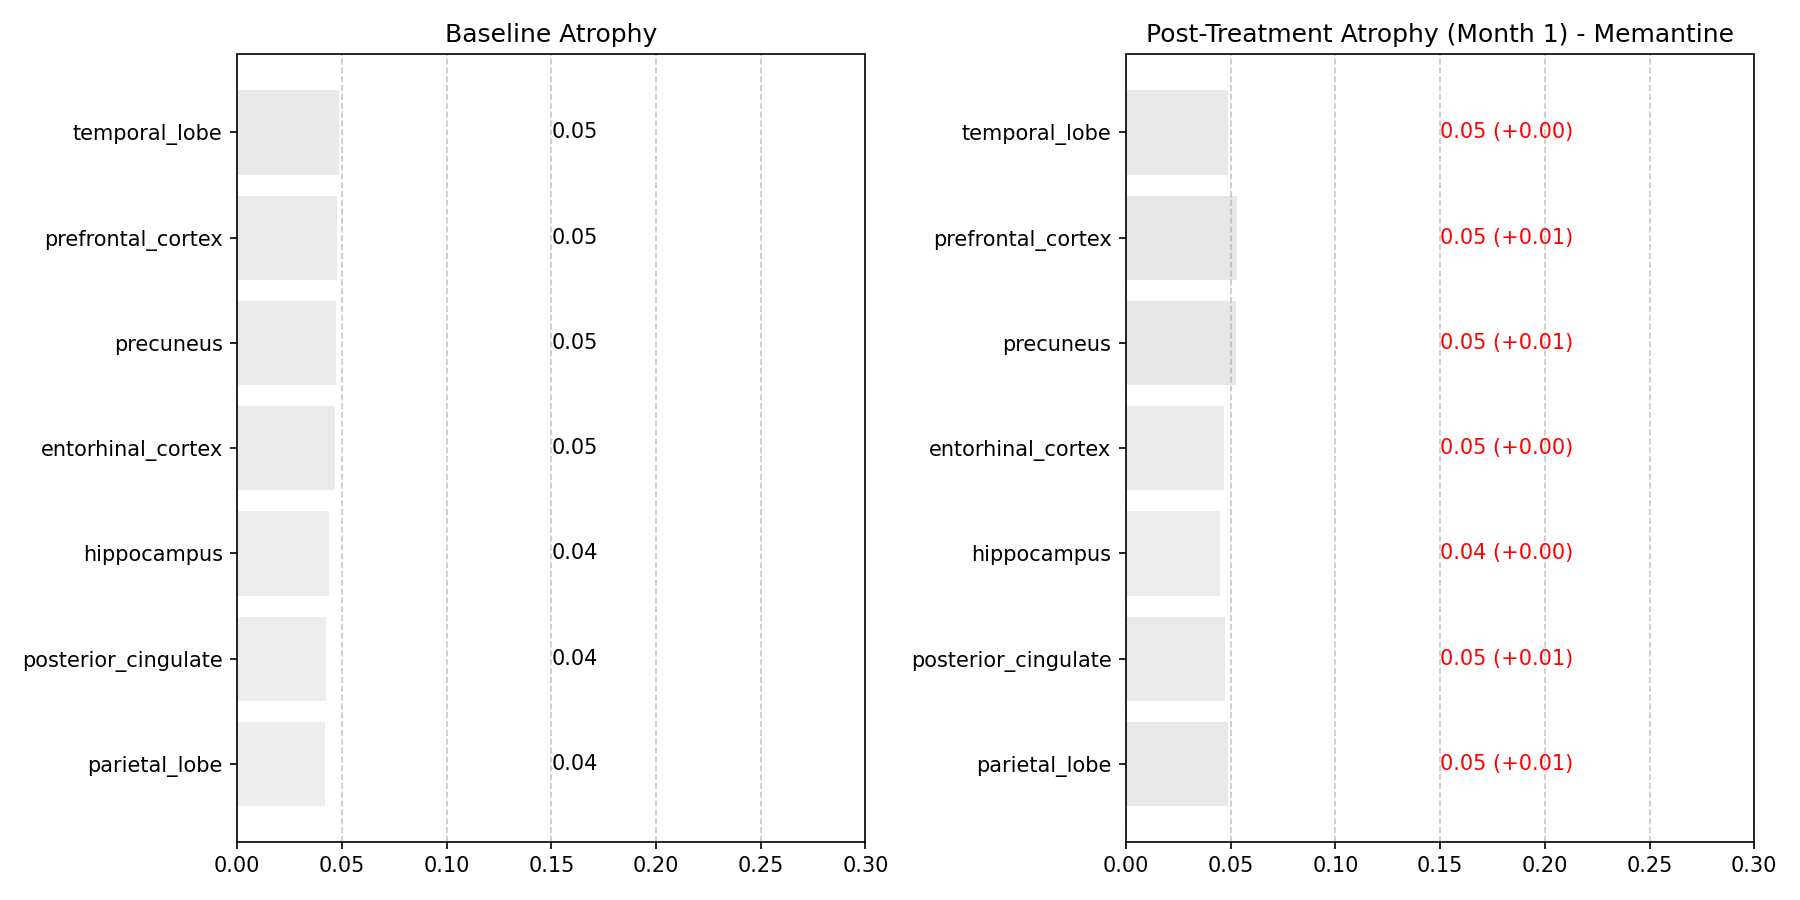 Baseline Atrophy
temporal_lobe 0.05
prefrontal_cortex 0.05
precuneus 0.05
entorhinal_cortex 0.05
hippocampus 0.04
posterior_cingulate 0.04
parietal_lobe 0.04
0.00 0.05 0.10 0.15 0.20 0.25 0.30
Post-Treatment Atrophy (Month 1) - Memantine
temporal_lobe 0.05 (+0.00)
prefrontal_cortex 0.05 (+0.01)
precuneus 0.05 (+0.01)
entorhinal_cortex 0.05 (+0.00)
hippocampus 0.04 (+0.00)
posterior_cingulate 0.05 (+0.01)
parietal_lobe 0.05 (+0.01)
0.00 0.05 0.10 0.15 0.20 0.25 0.30